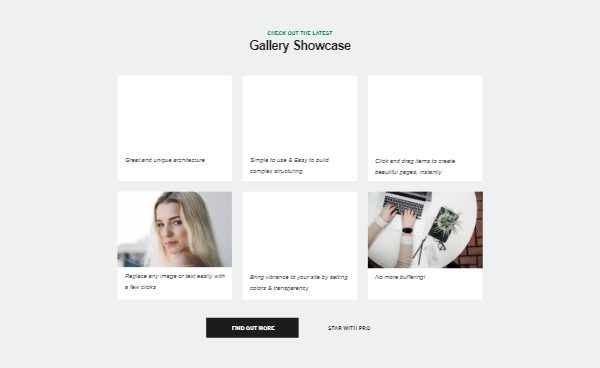 CHECK OUT THE LATEST
Gallery Showcase
Great and unique architecture
Simple to use & Easy to build
complex structuring
Click and drag items to create
beautiful pages, instantly
Replace any image or text easily with
a few clicks
Bring vibrance to your site by setting
colors & transparency
No more buffering!
FIND OUT MORE
STAR WITH PRO